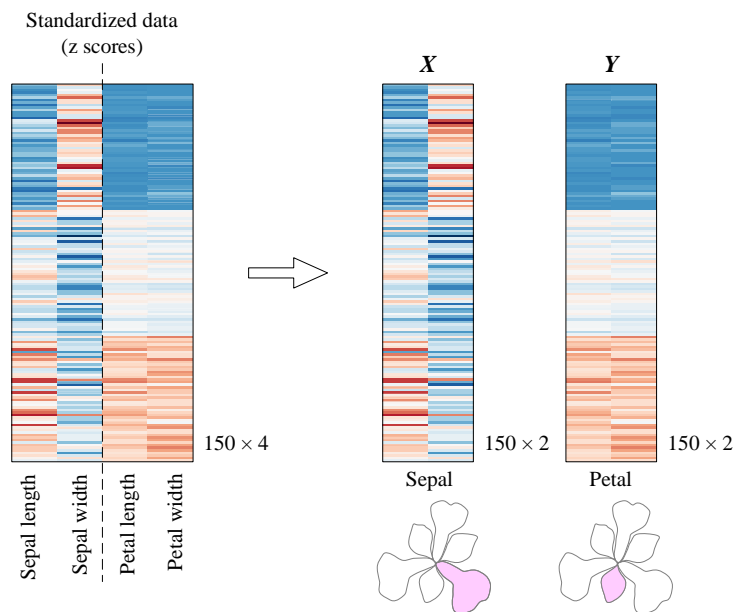 Standardized data
(z scores)
X
Y
150 × 4
150 × 2
150 × 2
Sepal length
Sepal width
Petal length
Petal width
Sepal
Petal